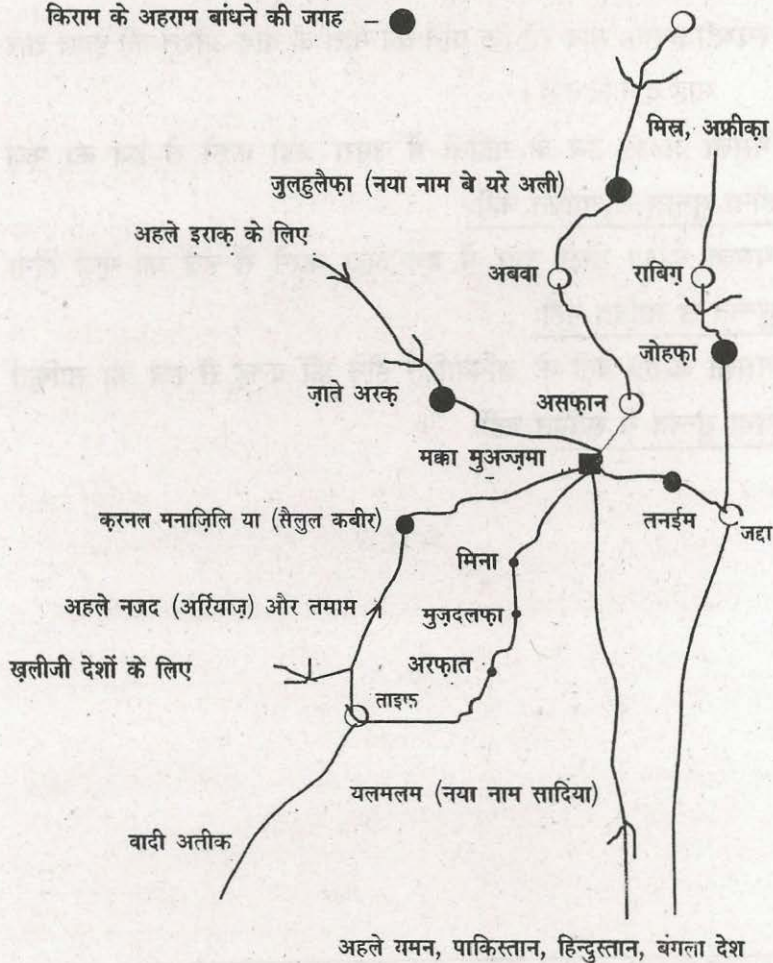 किराम के अहराम बांधने की जगह –
मिस्र, अफ्रीक़ा
जुलहुलैफ़ा (नया नाम बे यरे अली)
अहले इराक़ के लिए
अबवा
राबिग़
जोहफ़ा
ज़ाते अरक़
असफ़ान
मक्का मुअज़्ज़मा
क़रनल मनाज़िलि या (सैलुल कबीर)
तनईम
जद्दा
मिना
अहले नजद (अर्रियाज़) और तमाम
मुज़दलफ़ा
अरफ़ात
ख़लीजी देशों के लिए
ताइफ़
यलमलम (नया नाम सादिया)
वादी अतीक
अहले यमन, पाकिस्तान, हिन्दुस्तान, बंगला देश